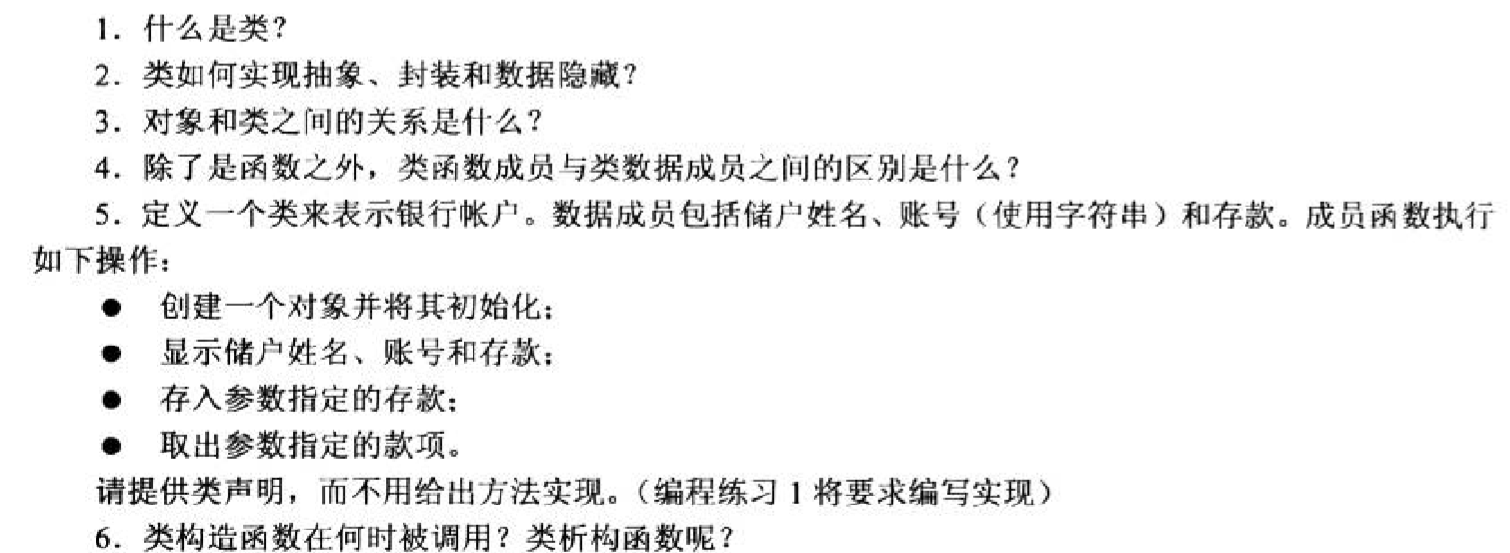 1．什么是类？
2．类如何实现抽象、封装和数据隐藏？
3．对象和类之间的关系是什么？
4．除了是函数之外，类函数成员与类数据成员之间的区别是什么？
5．定义一个类来表示银行帐户。数据成员包括储户姓名、账号（使用字符串）和存款。成员函数执行
如下操作：
● 创建一个对象并将其初始化；
● 显示储户姓名、账号和存款；
● 存入参数指定的存款；
● 取出参数指定的款项。
请提供类声明，而不用给出方法实现。（编程练习 1 将要求编写实现）
6．类构造函数在何时被调用？类析构函数呢？